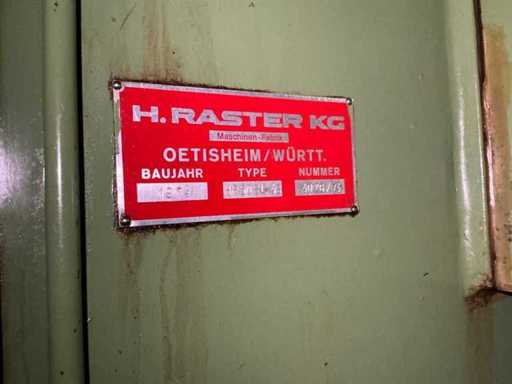 H. RASTER KG
Maschinen-Fabrik
OETISHEIM/WÜRTT.
BAUJAHR TYPE NUMMER